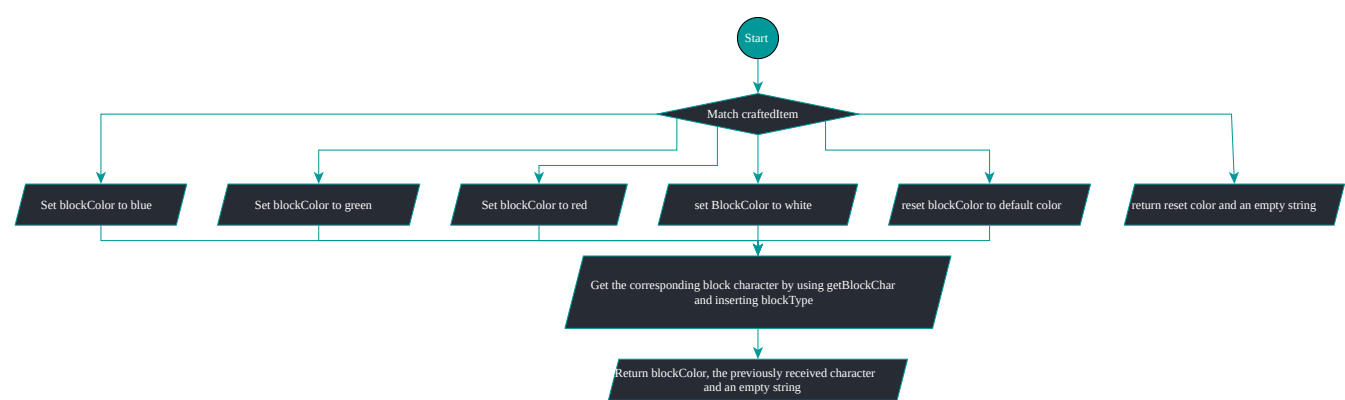 Start
Match craftedItem
Set blockColor to blue
Set blockColor to green
Set blockColor to red
set BlockColor to white
reset blockColor to default color
return reset color and an empty string
Get the corresponding block character by using getBlockChar
and inserting blockType
Return blockColor, the previously received character
and an empty string